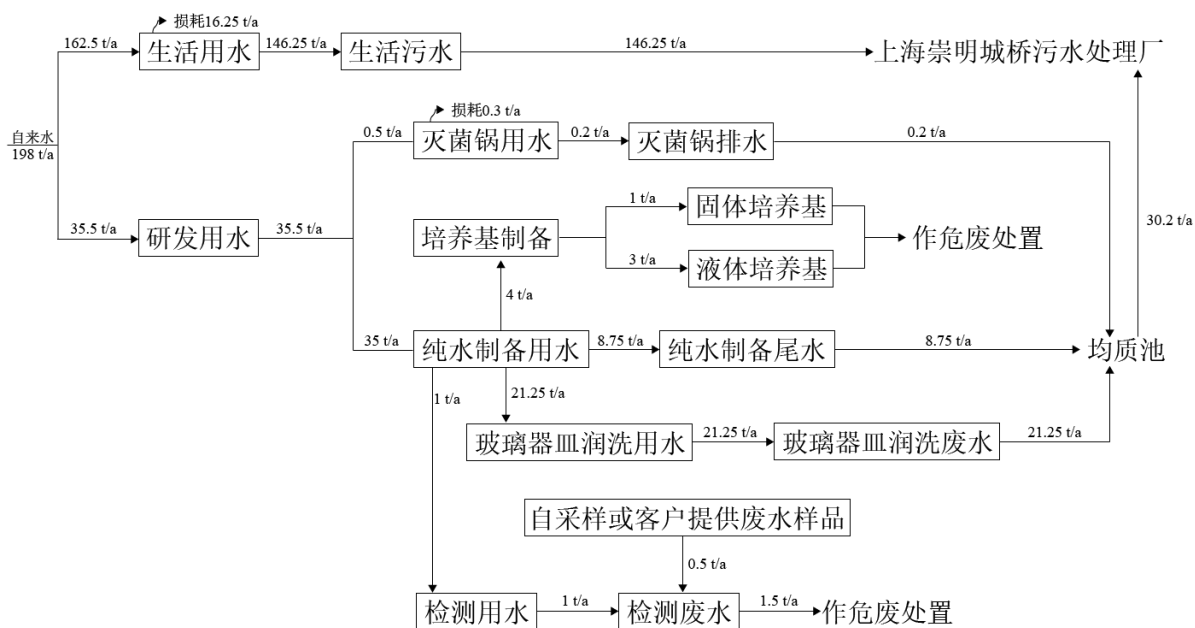 损耗16.25 t/a
162.5 t/a
生活用水
146.25 t/a
生活污水
146.25 t/a
上海崇明城桥污水处理厂
自来水
198 t/a
损耗0.3 t/a
0.5 t/a
灭菌锅用水
0.2 t/a
灭菌锅排水
0.2 t/a
35.5 t/a
研发用水
35.5 t/a
培养基制备
1 t/a
固体培养基
3 t/a
液体培养基
作危废处置
30.2 t/a
4 t/a
35 t/a
纯水制备用水
8.75 t/a
纯水制备尾水
8.75 t/a
均质池
1 t/a
21.25 t/a
玻璃器皿润洗用水
21.25 t/a
玻璃器皿润洗废水
21.25 t/a
自采样或客户提供废水样品
0.5 t/a
检测用水
1 t/a
检测废水
1.5 t/a
作危废处置